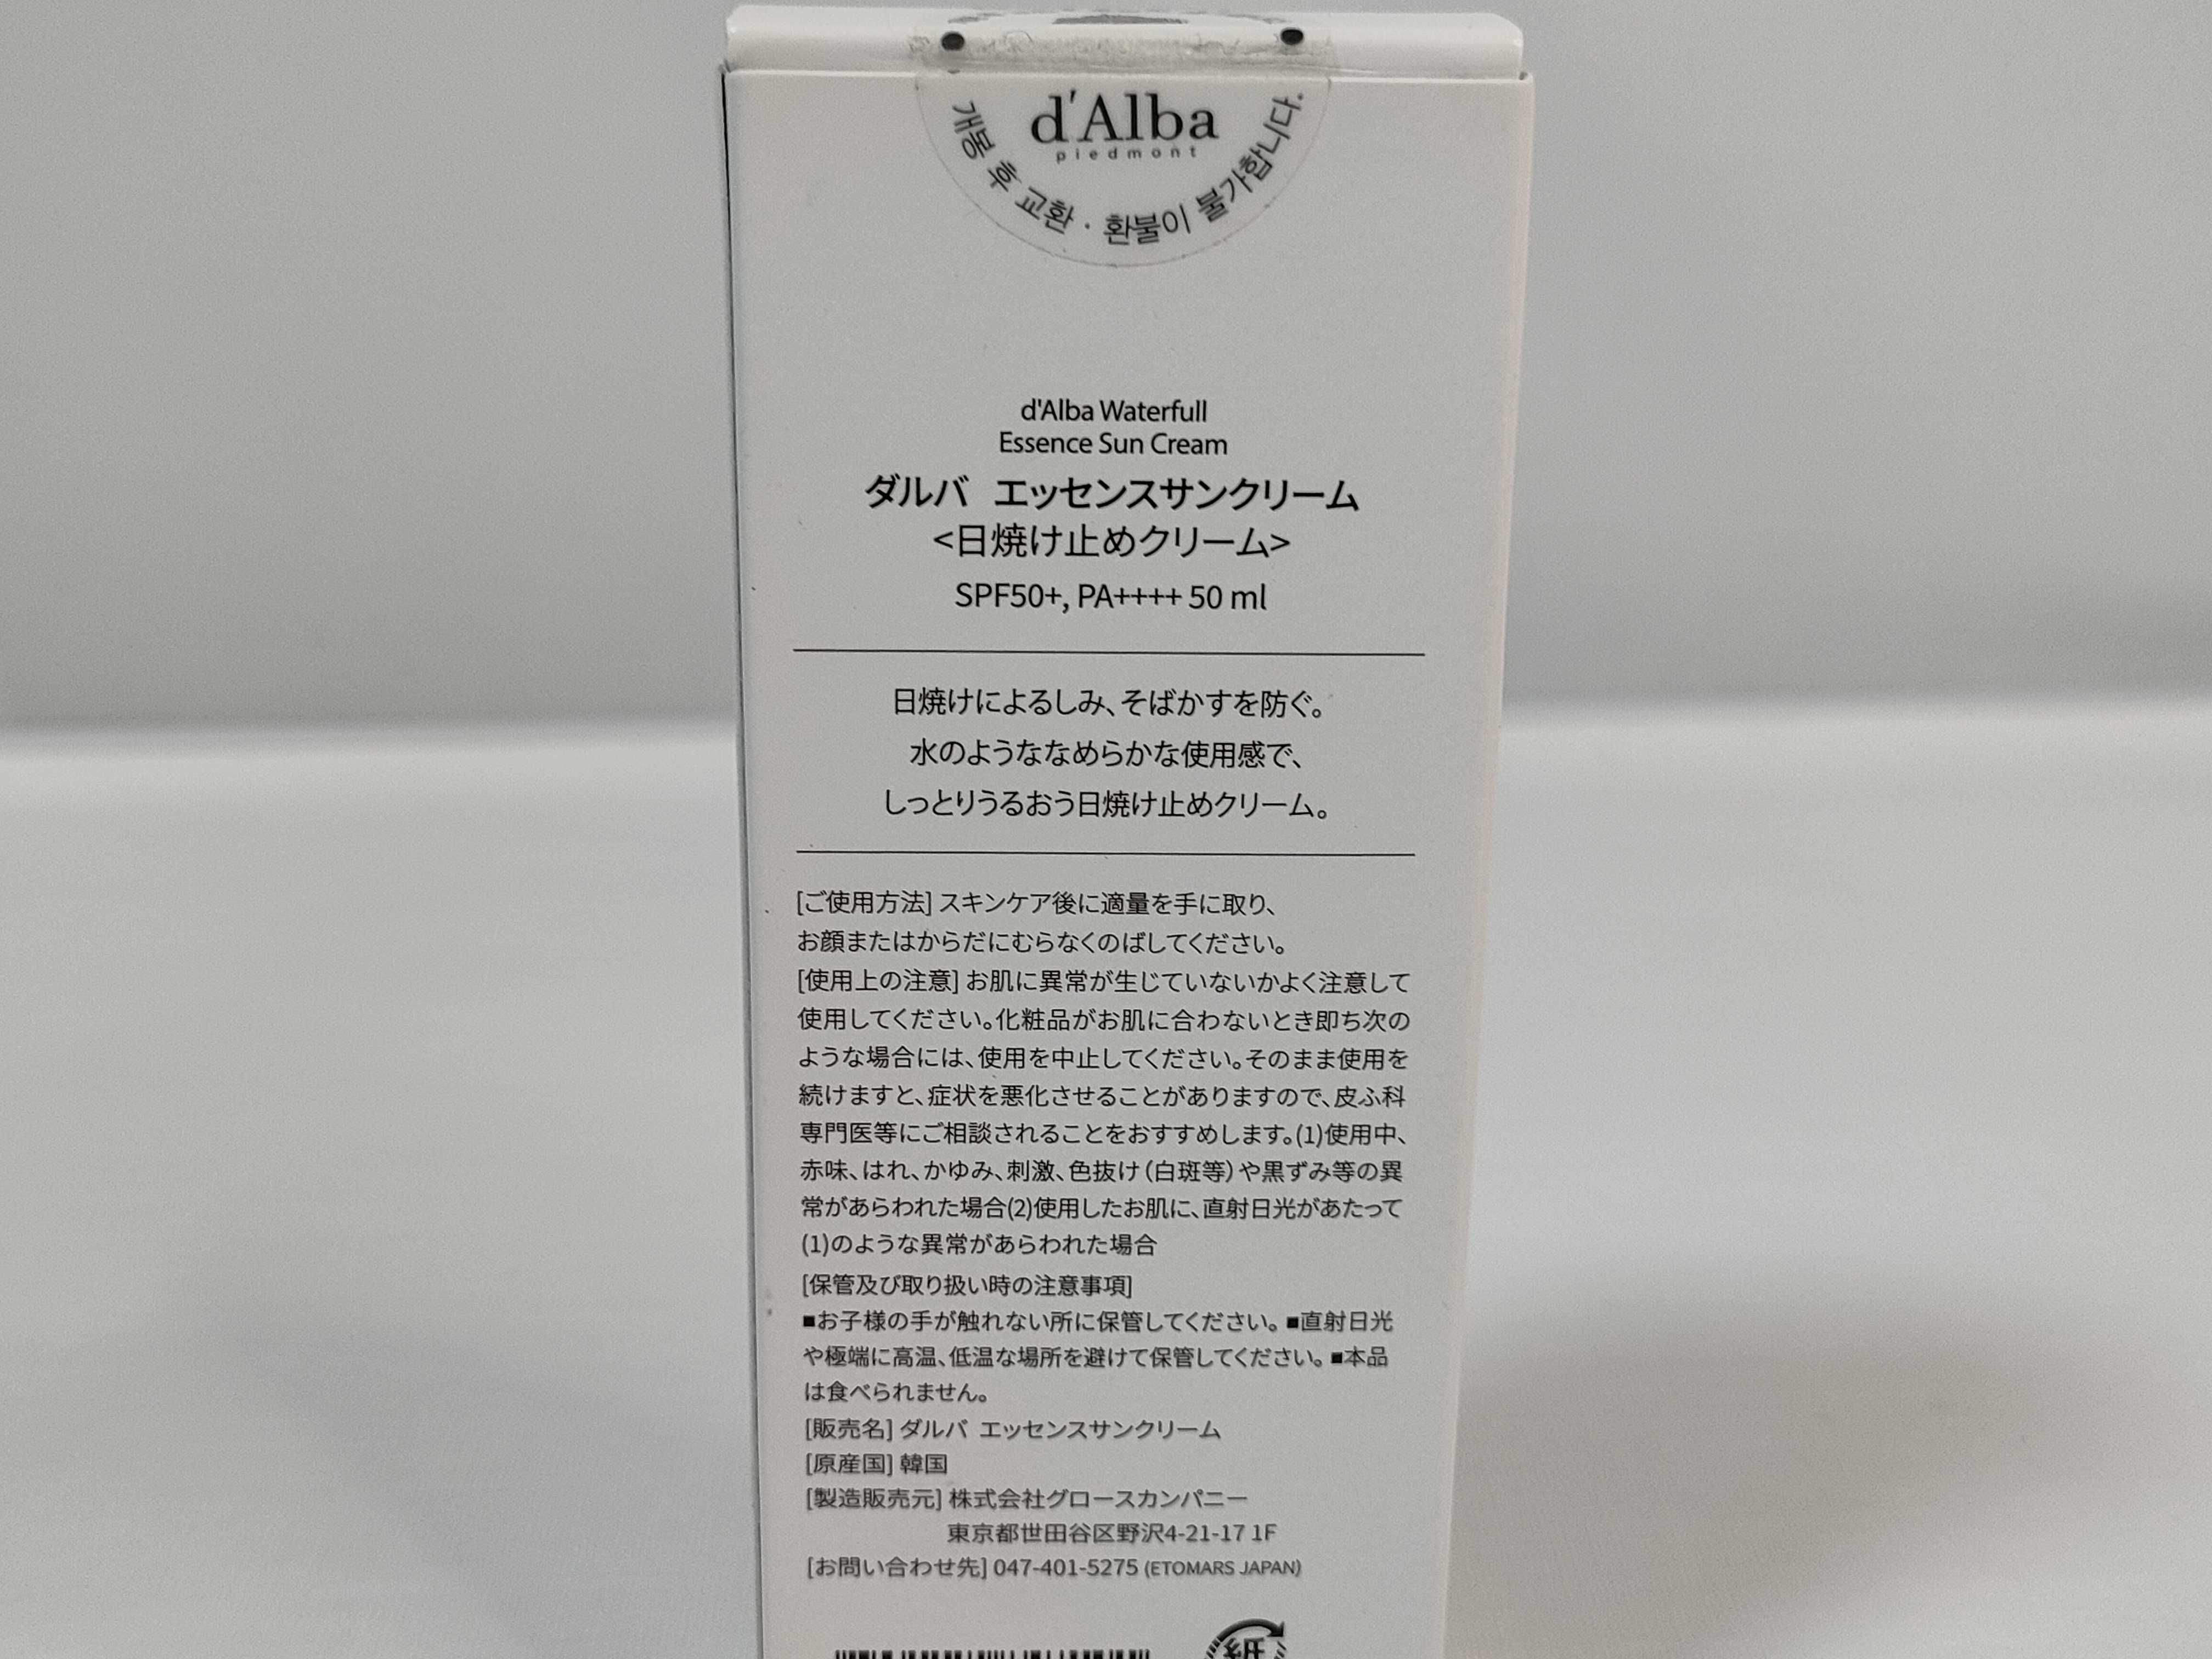 d'Alba
piedmont
개봉 후 교환 · 환불이 불가합니다.
d'Alba Waterfull
Essence Sun Cream
ダルバ エッセンスサンクリーム
<日焼け止めクリーム>
SPF50+, PA++++ 50 ml
日焼けによるしみ、そばかすを防ぐ。
水のようななめらかな使用感で、
しっとりうるおう日焼け止めクリーム。
[ご使用方法] スキンケア後に適量を手に取り、
お顔またはからだにむらなくのばしてください。
[使用上の注意] お肌に異常が生じていないかよく注意して
使用してください。化粧品がお肌に合わないとき即ち次の
ような場合には、使用を中止してください。そのまま使用を
続けますと、症状を悪化させることがありますので、皮ふ科
専門医等にご相談されることをおすすめします。(1)使用中、
赤味、はれ、かゆみ、刺激、色抜け（白斑等）や黒ずみ等の異
常があらわれた場合(2)使用したお肌に、直射日光があたって
(1)のような異常があらわれた場合
[保管及び取り扱い時の注意事項]
■お子様の手が触れない所に保管してください。■直射日光
や極端に高温、低温な場所を避けて保管してください。■本品
は食べられません。
[販売名] ダルバ エッセンスサンクリーム
[原産国] 韓国
[製造販売元] 株式会社グロースカンパニー
東京都世田谷区野沢4-21-17 1F
[お問い合わせ先] 047-401-5275 (ETOMARS JAPAN)
紙